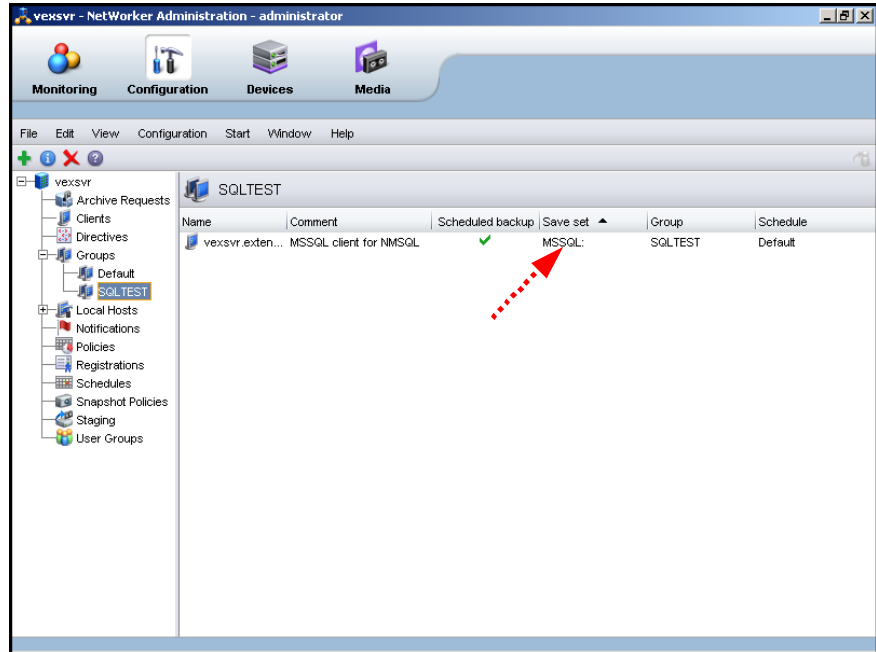 vexsvr - NetWorker Administration - administrator
Monitoring Configuration Devices Media
File Edit View Configuration Start Window Help
vexsvr
Archive Requests
Clients
Directives
Groups
Default
SQLTEST
Local Hosts
Notifications
Policies
Registrations
Schedules
Snapshot Policies
Staging
User Groups
SQLTEST
Name Comment Scheduled backup Save set Group Schedule
vexsvr.exten... MSSQL client for NMSQL MSSQL: SQLTEST Default